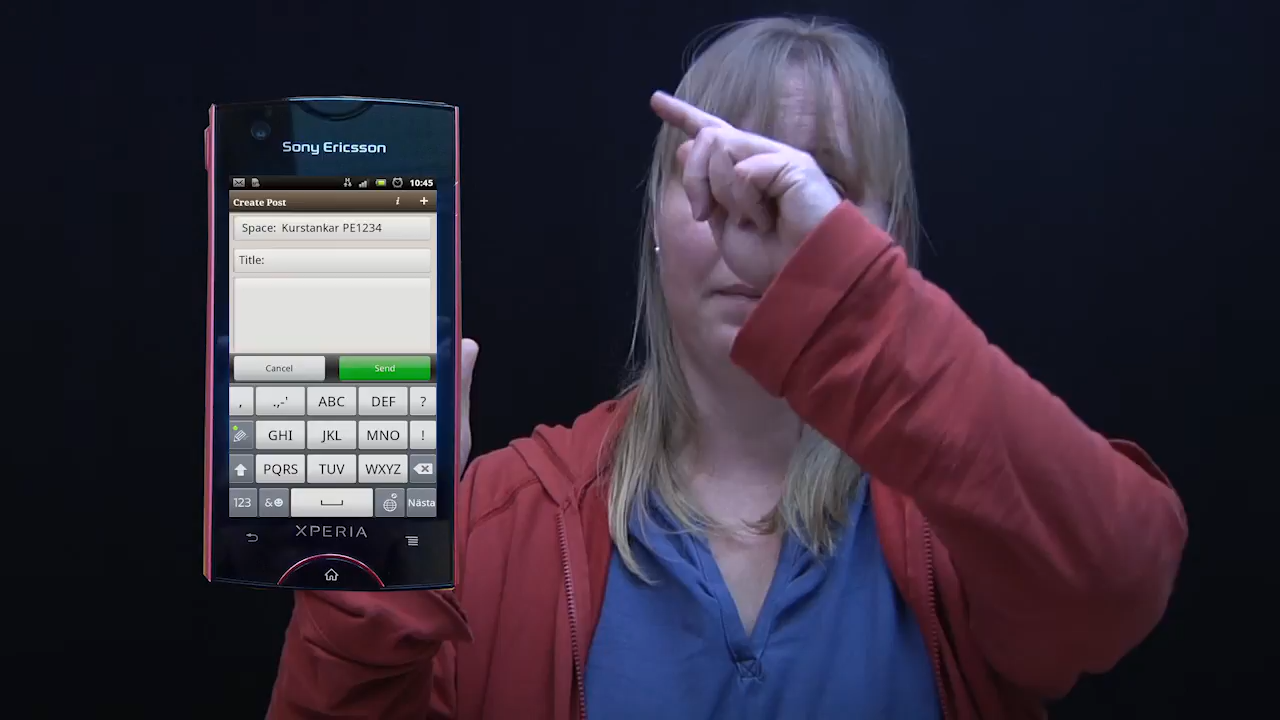 Sony Ericsson
10:45
Create Post i +
Space: Kurstankar PE1234
Title:
Cancel Send
, .,-' ABC DEF ?
GHI JKL MNO !
PQRS TUV WXYZ
123 &☻ Nästa
XPERIA